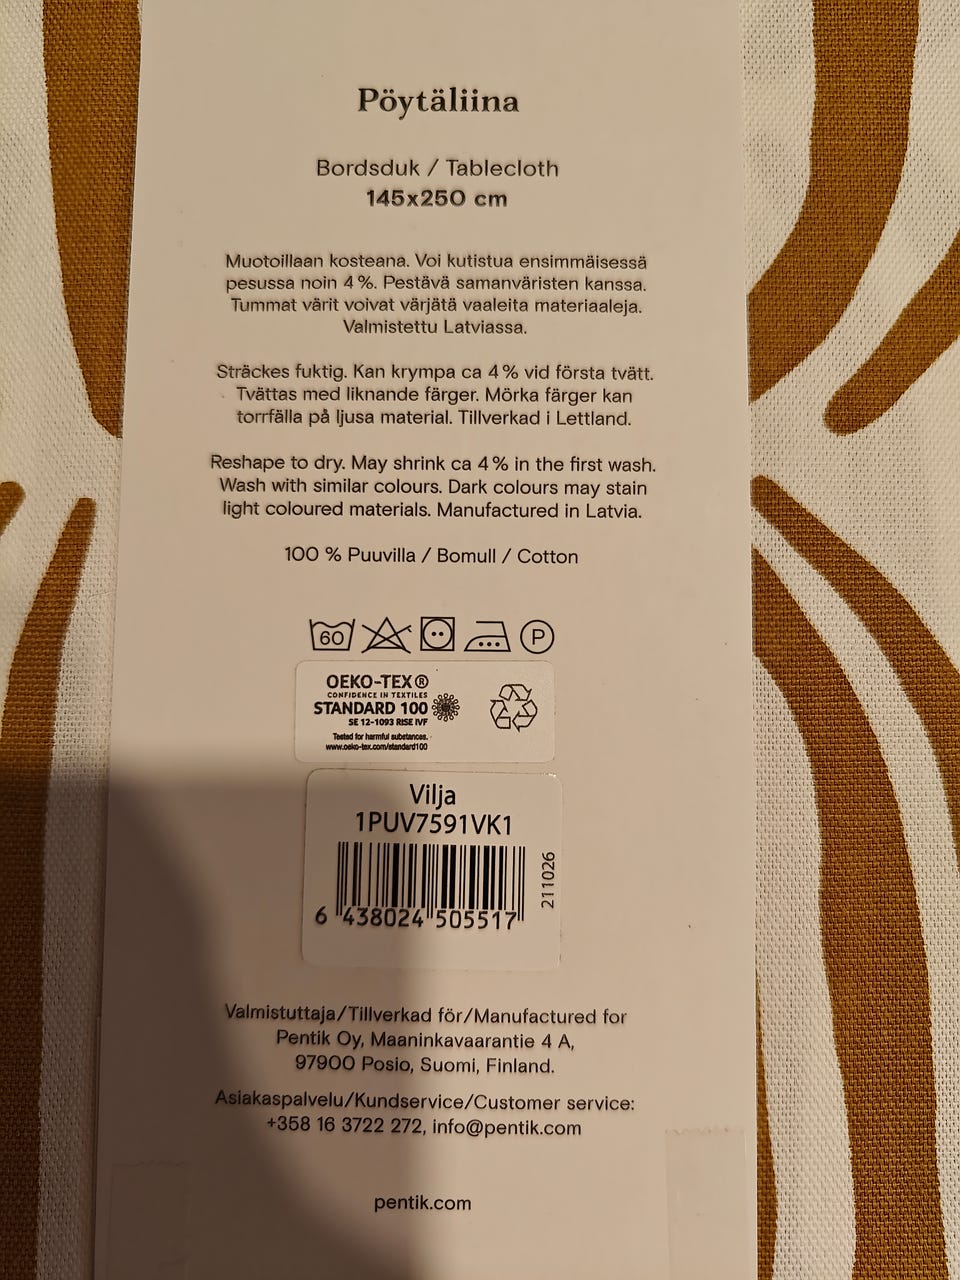 Pöytäliina
Bordsduk / Tablecloth
145x250 cm
Muotoillaan kosteana. Voi kutistua ensimmäisessä
pesussa noin 4 %. Pestävä samanväristen kanssa.
Tummat värit voivat värjätä vaaleita materiaaleja.
Valmistettu Latviassa.
Sträckes fuktig. Kan krympa ca 4 % vid första tvätt.
Tvättas med liknande färger. Mörka färger kan
torrfälla på ljusa material. Tillverkad i Lettland.
Reshape to dry. May shrink ca 4 % in the first wash.
Wash with similar colours. Dark colours may stain
light coloured materials. Manufactured in Latvia.
100 % Puuvilla / Bomull / Cotton
60 P
OEKO-TEX®
CONFIDENCE IN TEXTILES
STANDARD 100
SE 12-1093 RISE IVF
Tested for harmful substances.
www.oeko-tex.com/standard100
Vilja
1PUV7591VK1
211026
6 438024 505517
Valmistuttaja/Tillverkad för/Manufactured for
Pentik Oy, Maaninkavaarantie 4 A,
97900 Posio, Suomi, Finland.
Asiakaspalvelu/Kundservice/Customer service:
+358 16 3722 272, info@pentik.com
pentik.com